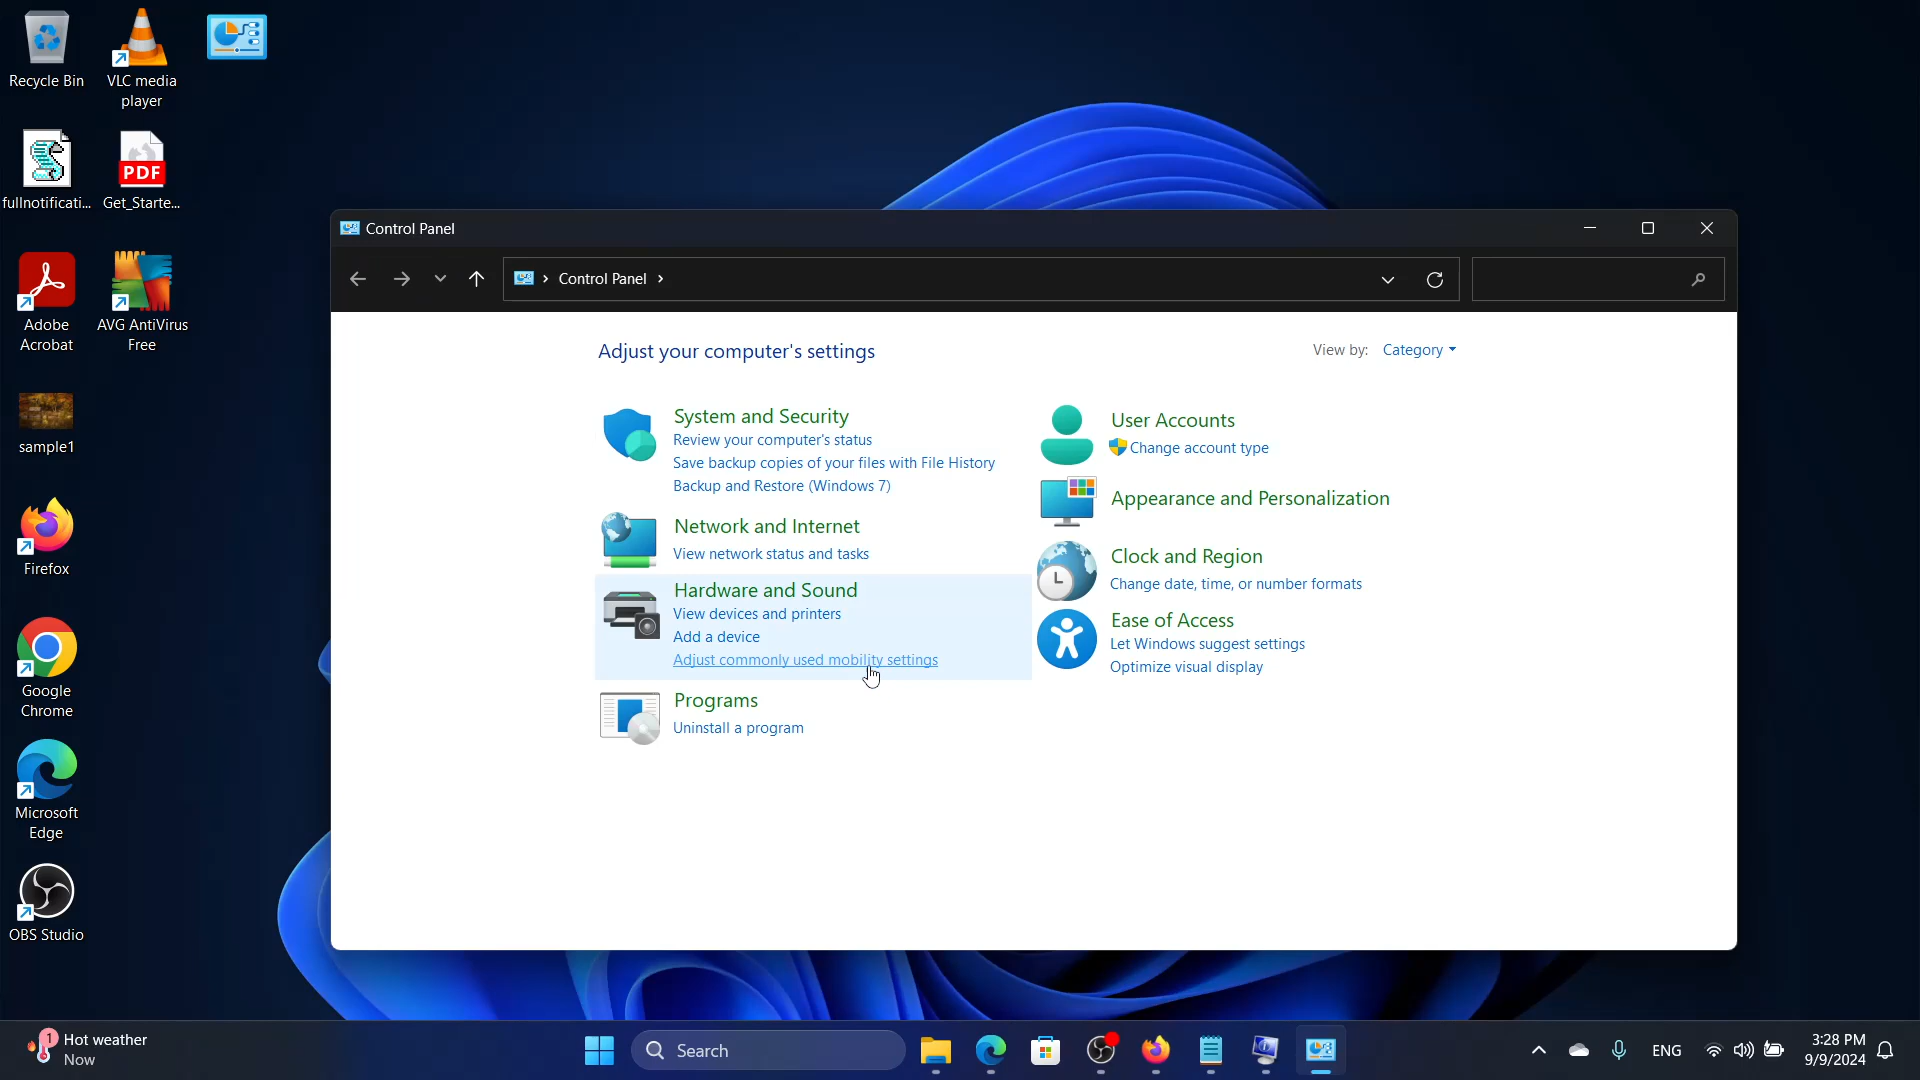 Recycle Bin
VLC media
player
fullnotificati...
PDF
Get_Starte...
Adobe
Acrobat
AVG AntiVirus
Free
sample1
Firefox
Google
Chrome
Microsoft
Edge
OBS Studio
Control Panel
Control Panel
Adjust your computer's settings
View by:
Category
System and Security
Review your computer's status
Save backup copies of your files with File History
Backup and Restore (Windows 7)
Network and Internet
View network status and tasks
Hardware and Sound
View devices and printers
Add a device
Adjust commonly used mobility settings
Programs
Uninstall a program
User Accounts
Change account type
Appearance and Personalization
Clock and Region
Change date, time, or number formats
Ease of Access
Let Windows suggest settings
Optimize visual display
1
Hot weather
Now
Search
ENG
3:28 PM
9/9/2024